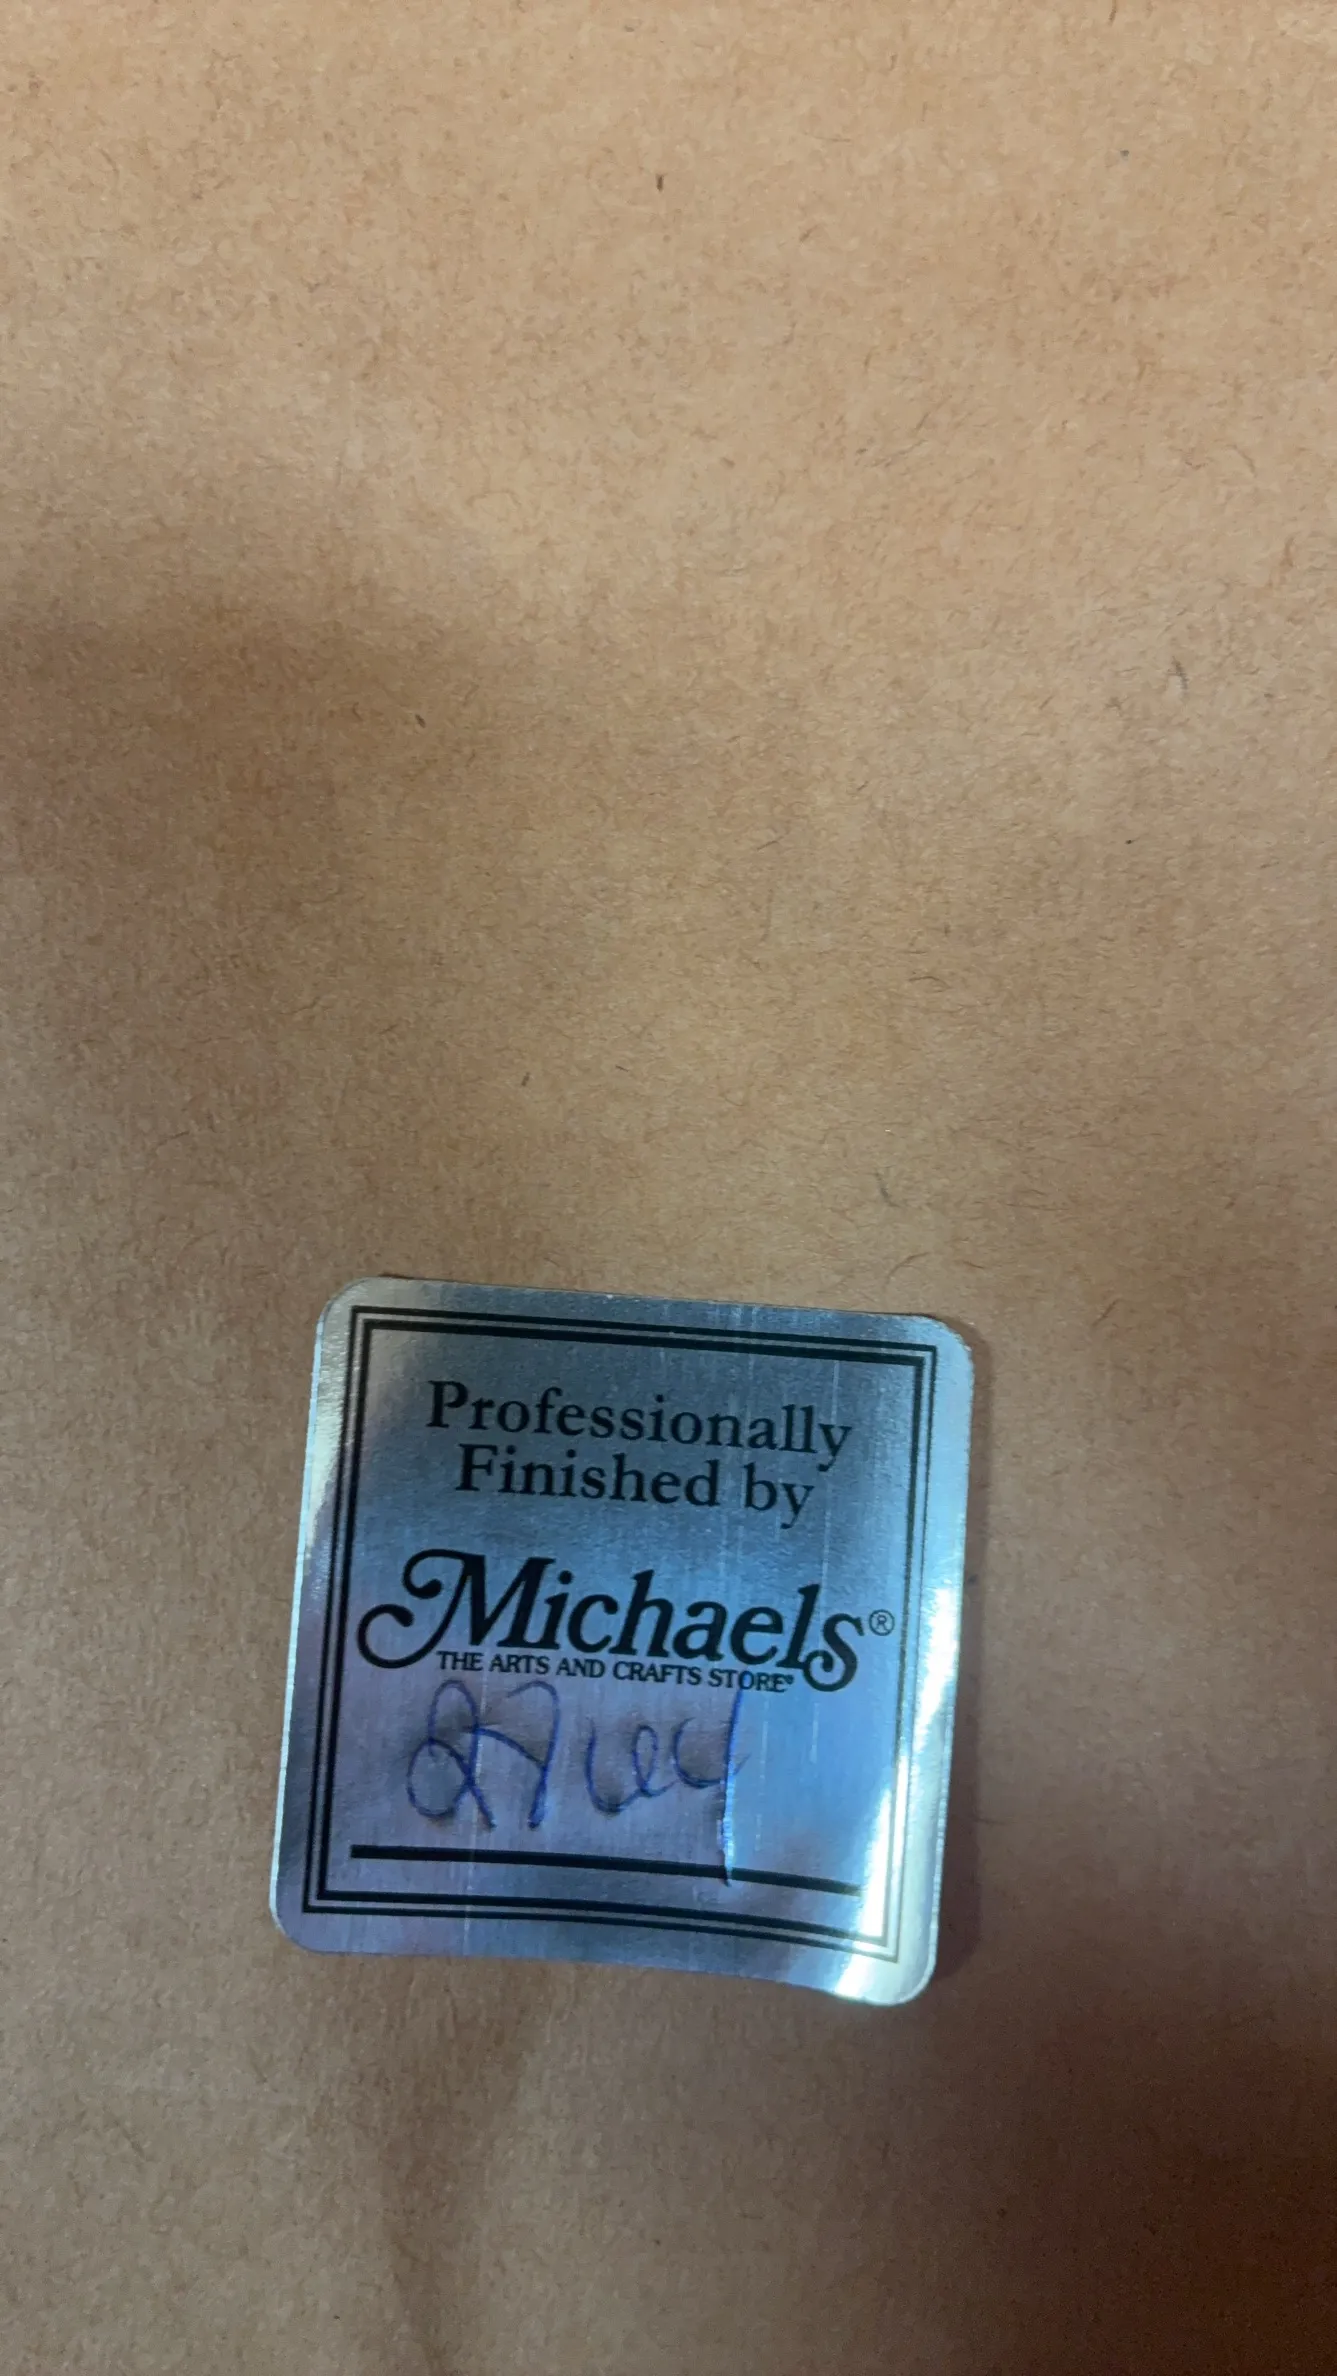 Professionally
Finished by
Michaels®
THE ARTS AND CRAFTS STORE®